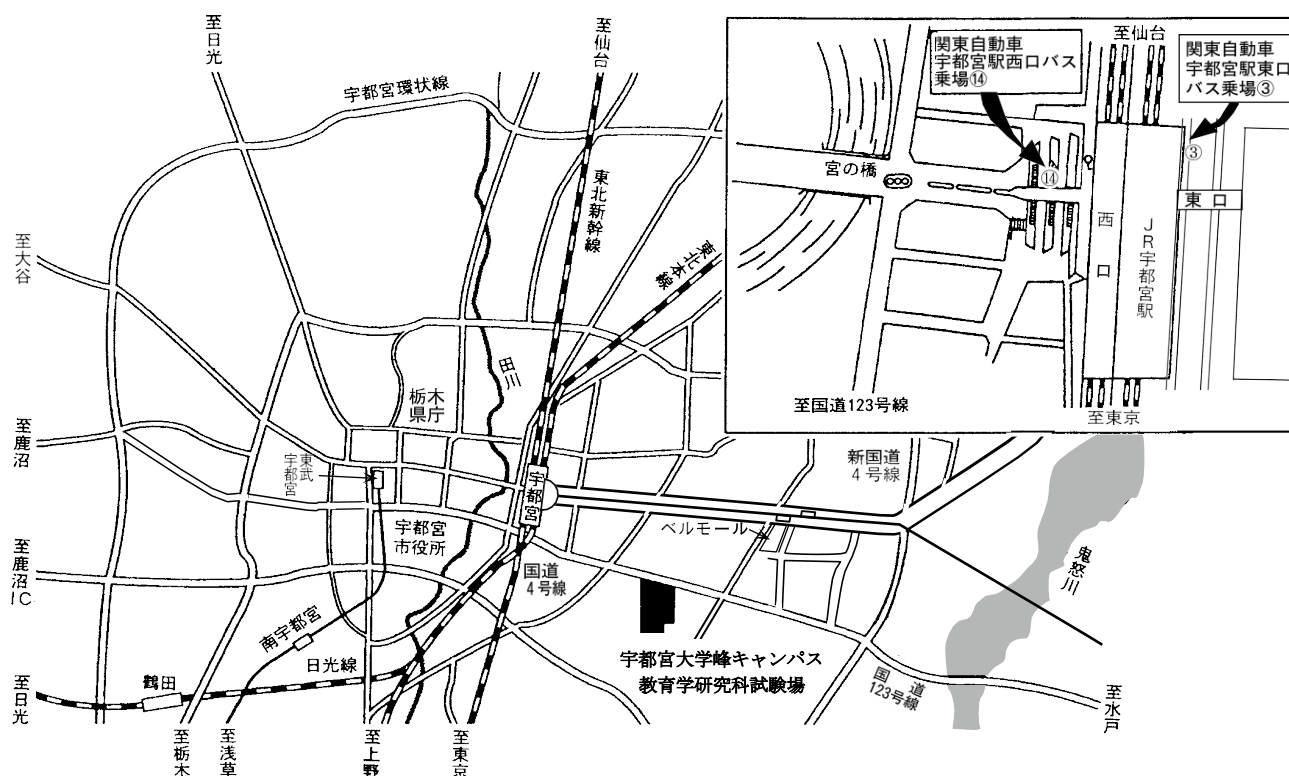 至日光
至仙台
宇都宮環状線
東北新幹線
東北本線
至大谷
田川
栃木
県庁
至鹿沼
東武
宇都宮
宇都宮
宇都宮
市役所
国道
4号線
新国道
4号線
ベルモール
鬼怒川
至鹿沼IC
南宇都宮
日光線
鶴田
至日光
宇都宮大学峰キャンパス
教育学研究科試験場
国道
123号線
至水戸
至栃木
至浅草
至上野
至東京
関東自動車
宇都宮駅西口バス
乗場⑭
至仙台
関東自動車
宇都宮駅東口
バス乗場③
宮の橋
⑭
③
東口
西口
JR宇都宮駅
至国道123号線
至東京